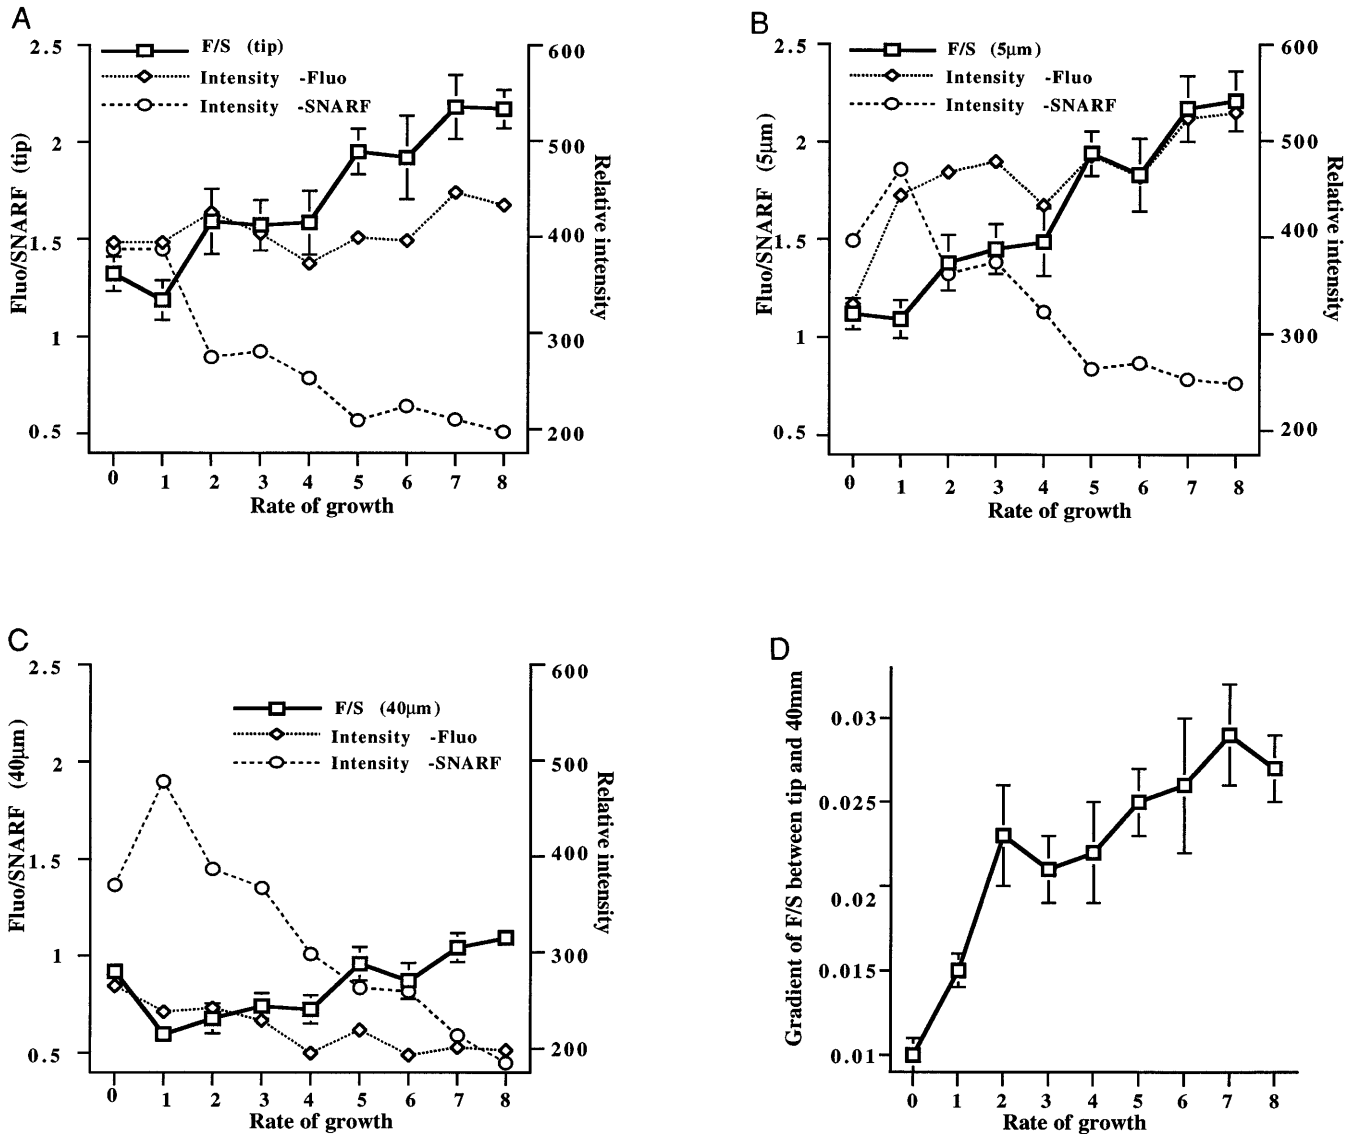 A
2.5
2
1.5
1
0.5
Fluo/SNARF (tip)
F/S (tip)
Intensity -Fluo
Intensity -SNARF
600
500
400
300
200
Relative intensity
0 1 2 3 4 5 6 7 8
Rate of growth
B
2.5
2
1.5
1
0.5
Fluo/SNARF (5µm)
F/S (5µm)
Intensity -Fluo
Intensity -SNARF
600
500
400
300
200
Relative intensity
0 1 2 3 4 5 6 7 8
Rate of growth
C
2.5
2
1.5
1
0.5
Fluo/SNARF (40µm)
F/S (40µm)
Intensity -Fluo
Intensity -SNARF
600
500
400
300
200
Relative intensity
0 1 2 3 4 5 6 7 8
Rate of growth
D
Gradient of F/S between tip and 40mm
0.03
0.025
0.02
0.015
0.01
0 1 2 3 4 5 6 7 8
Rate of growth